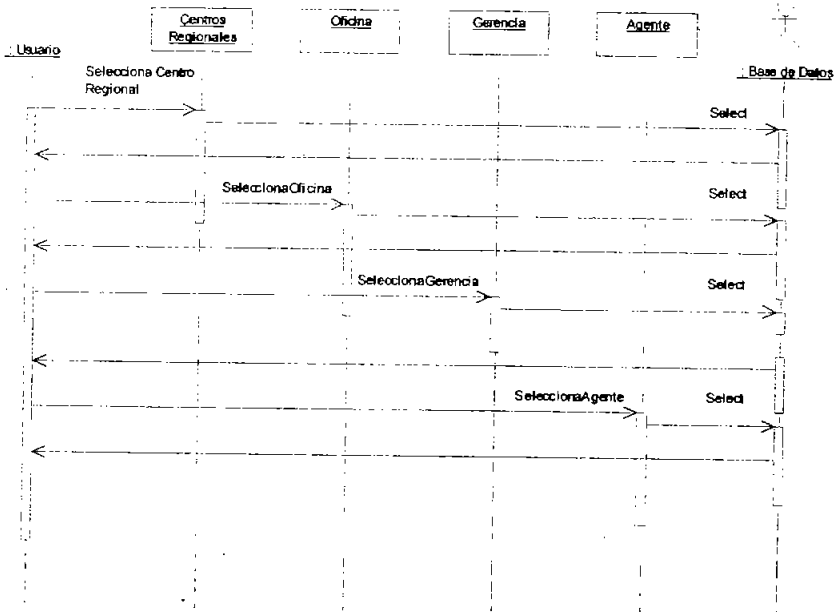 Centros
Regionales
Oficina
Gerencia
Agente
: Usuario
: Base de Datos
Selecciona Centro
Regional
Select
SeleccionaOficina
Select
SeleccionaGerencia
Select
SeleccionaAgente
Select